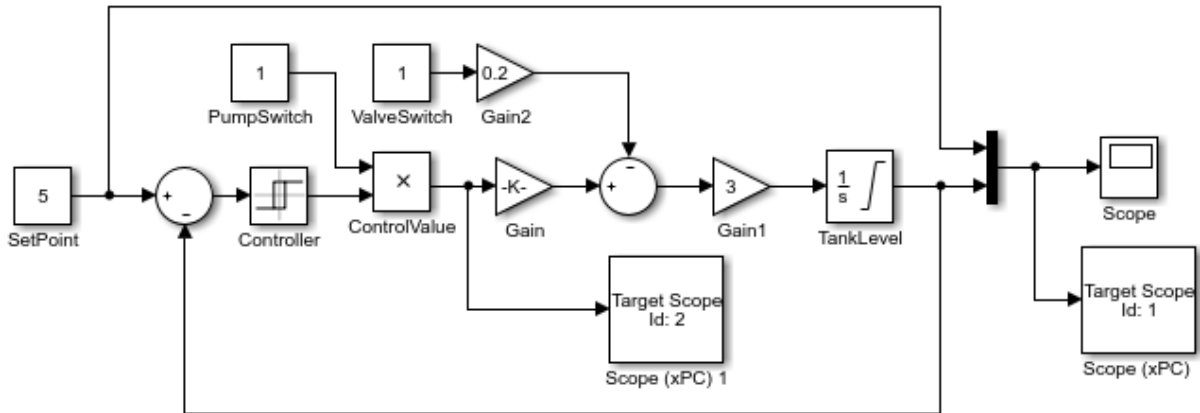 1
PumpSwitch
1
ValveSwitch
0.2
Gain2
5
SetPoint
+
−
Controller
×
ControlValue
-K-
Gain
−
+
3
Gain1
1
s
TankLevel
Scope
Target Scope
Id: 2
Scope (xPC) 1
Target Scope
Id: 1
Scope (xPC)